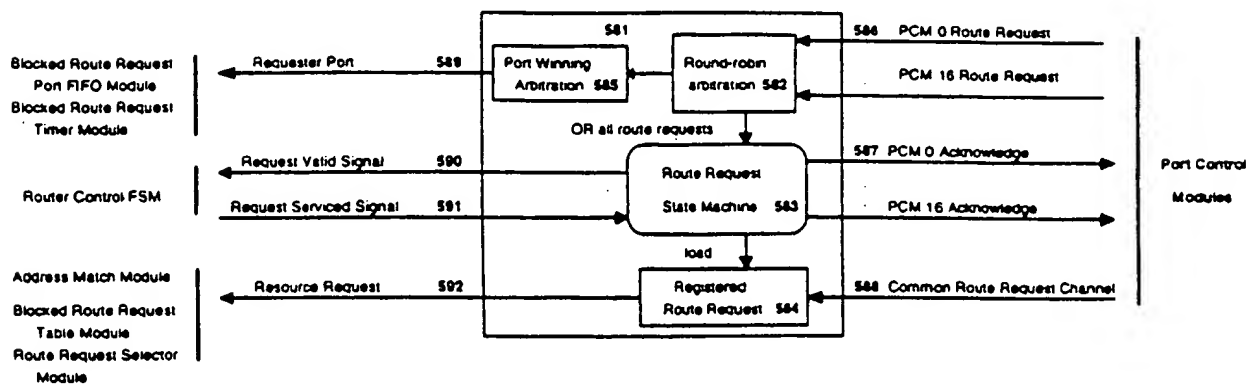 581
586 PCM 0 Route Request
Blocked Route Request
Port FIFO Module
Blocked Route Request
Timer Module
Requester Port 589
Port Winning
Arbitration 585
Round-robin
arbitration 582
PCM 16 Route Request
OR all route requests
Request Valid Signal 590
587 PCM 0 Acknowledge
Route Request
State Machine 583
Port Control
Modules
Router Control FSM
Request Serviced Signal 591
PCM 16 Acknowledge
load
Address Match Module
Blocked Route Request
Table Module
Route Request Selector
Module
Resource Request 592
Registered
Route Request 584
588 Common Route Request Channel